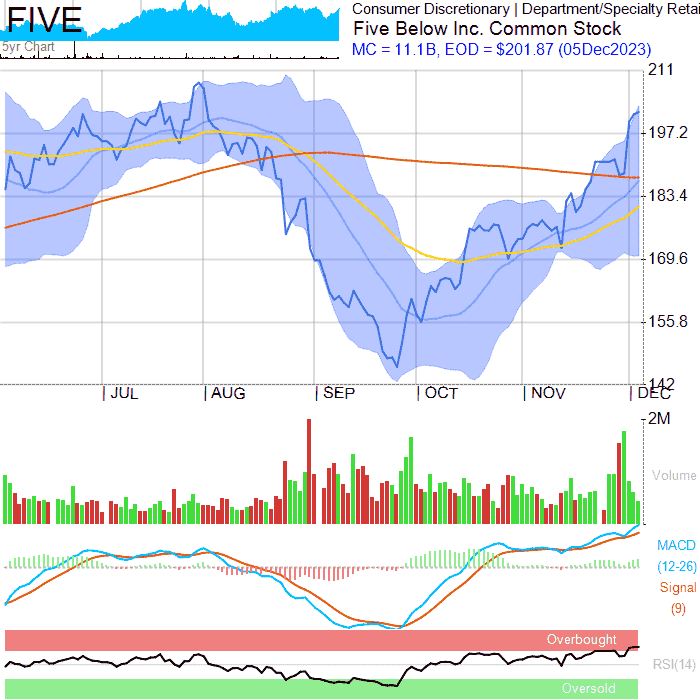 FIVE
5yr Chart
Consumer Discretionary | Department/Specialty Retai
Five Below Inc. Common Stock
MC = 11.1B, EOD = $201.87 (05Dec2023)
211
197.2
183.4
169.6
155.8
142
JUL AUG SEP OCT NOV DEC
2M
Volume
MACD
(12-26)
Signal
(9)
Overbought
RSI(14)
Oversold